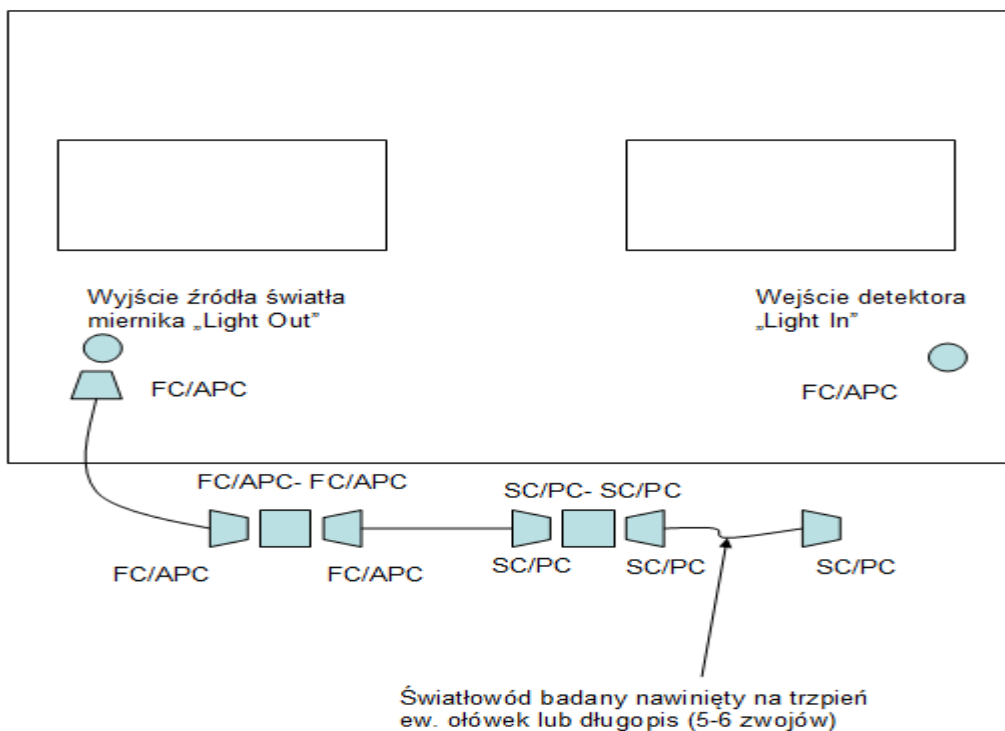 Wyjście źródła światła
miernika „Light Out”
Wejście detektora
„Light In”
FC/APC
FC/APC
FC/APC- FC/APC
SC/PC- SC/PC
FC/APC
FC/APC
SC/PC
SC/PC
SC/PC
Światłowód badany nawinięty na trzpień
ew. ołówek lub długopis (5-6 zwojów)